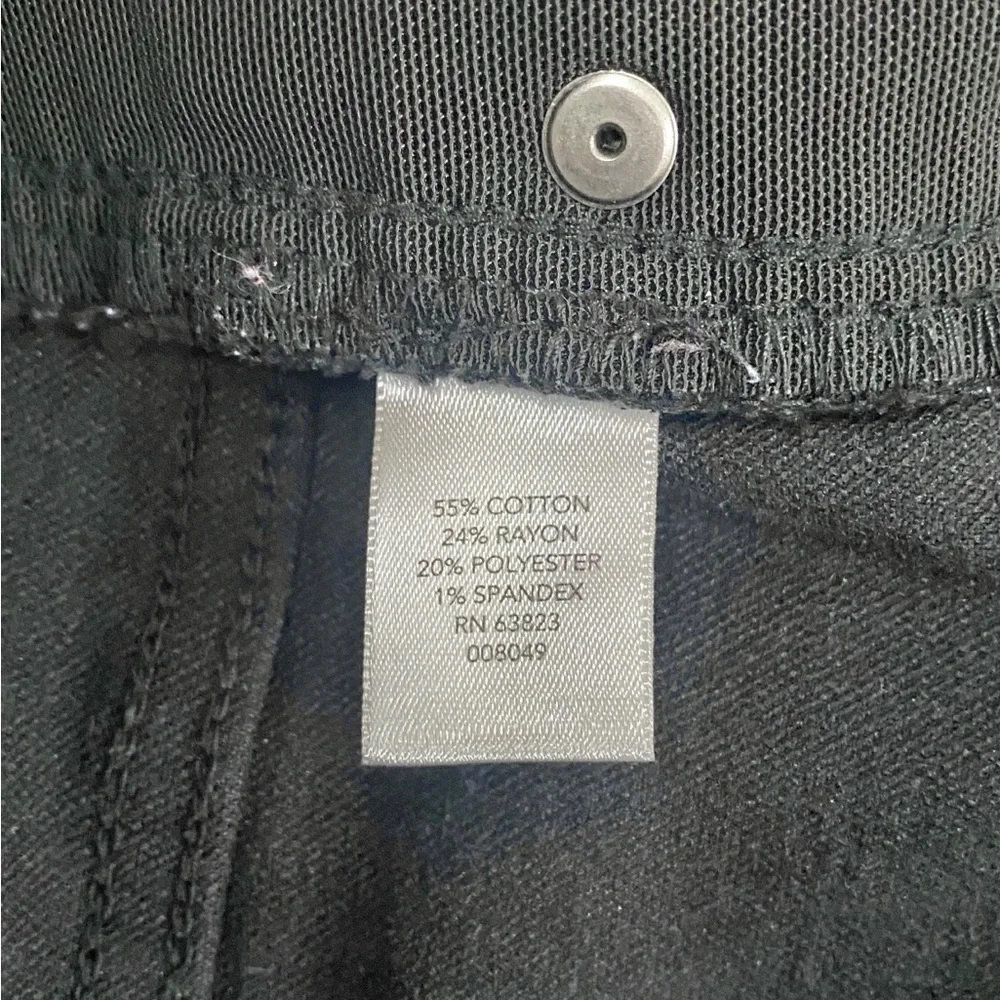 55% COTTON
24% RAYON
20% POLYESTER
1% SPANDEX
RN 63823
008049